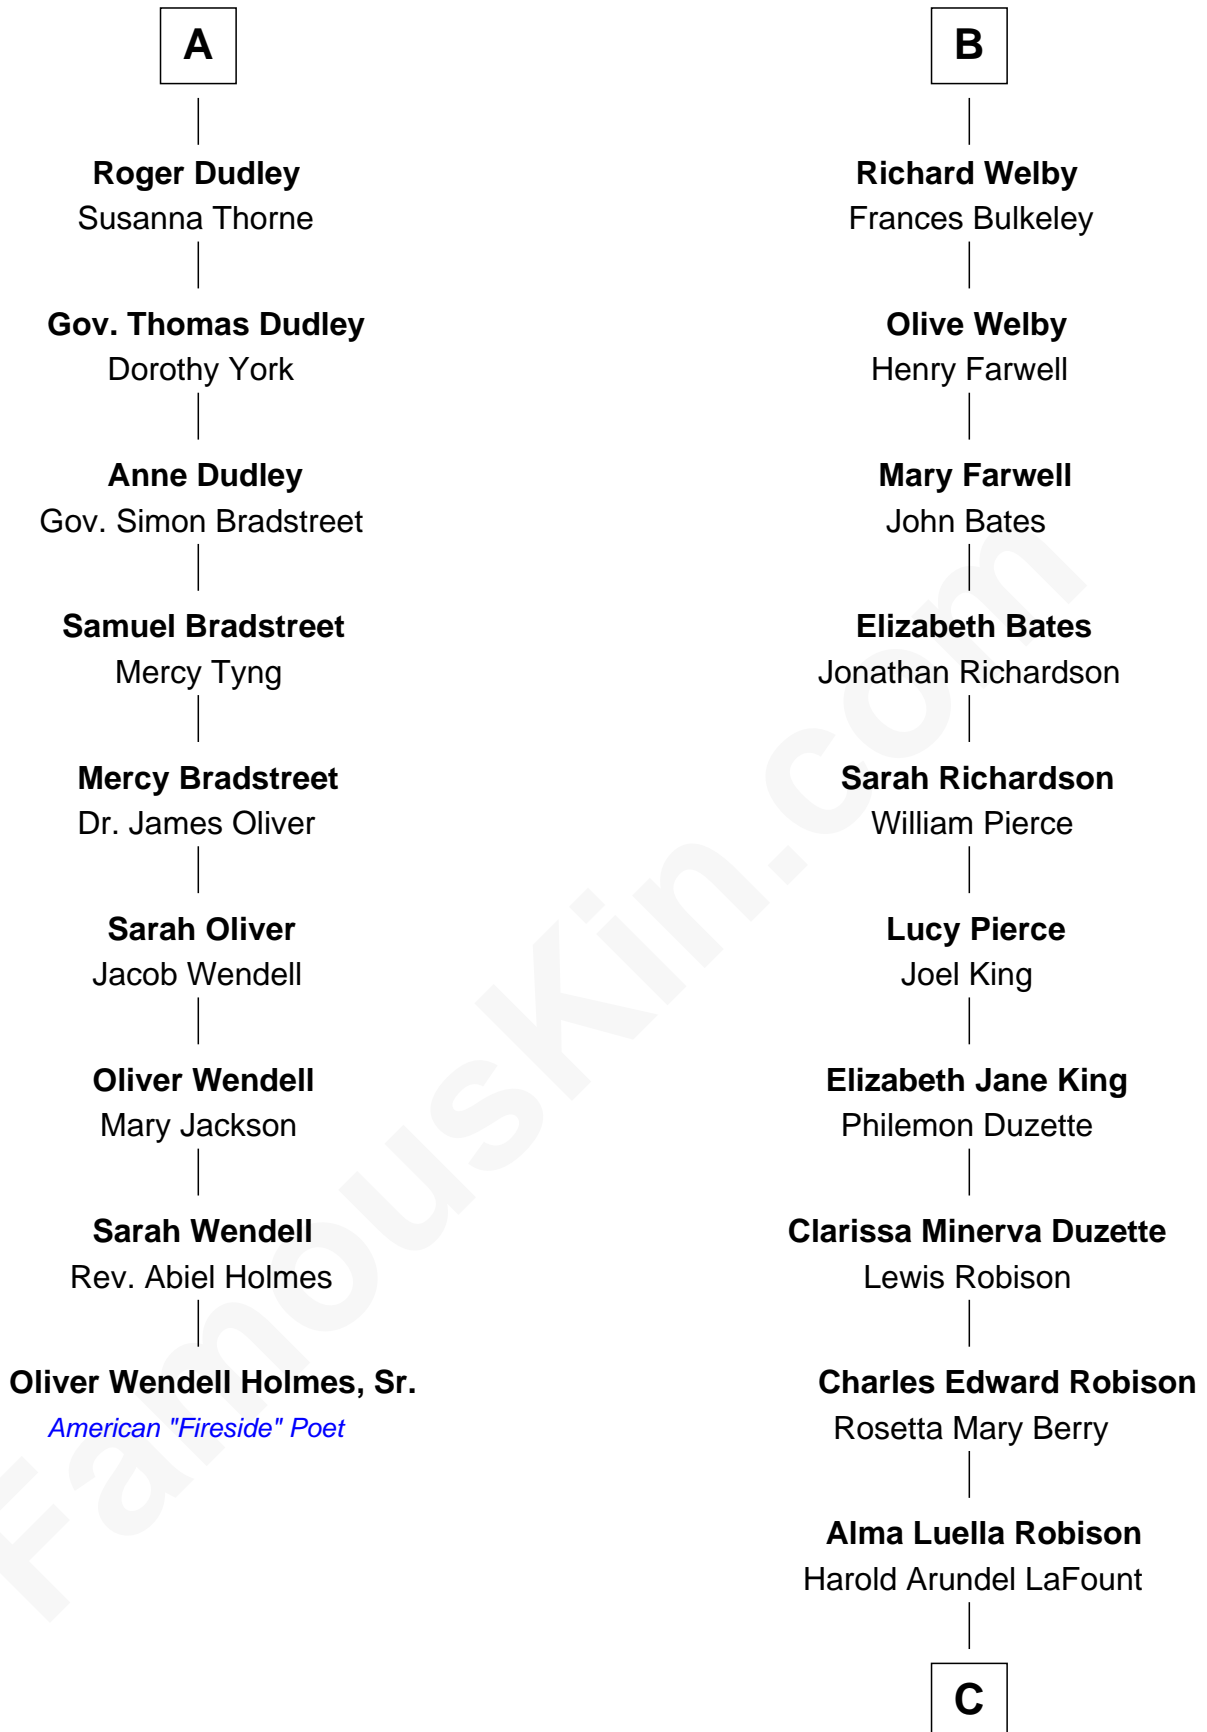 A
Roger Dudley
Susanna Thorne
Gov. Thomas Dudley
Dorothy York
Anne Dudley
Gov. Simon Bradstreet
Samuel Bradstreet
Mercy Tyng
Mercy Bradstreet
Dr. James Oliver
Sarah Oliver
Jacob Wendell
Oliver Wendell
Mary Jackson
Sarah Wendell
Rev. Abiel Holmes
Oliver Wendell Holmes, Sr.
American "Fireside" Poet
B
Richard Welby
Frances Bulkeley
Olive Welby
Henry Farwell
Mary Farwell
John Bates
Elizabeth Bates
Jonathan Richardson
Sarah Richardson
William Pierce
Lucy Pierce
Joel King
Elizabeth Jane King
Philemon Duzette
Clarissa Minerva Duzette
Lewis Robison
Charles Edward Robison
Rosetta Mary Berry
Alma Luella Robison
Harold Arundel LaFount
C
FamousKin.com